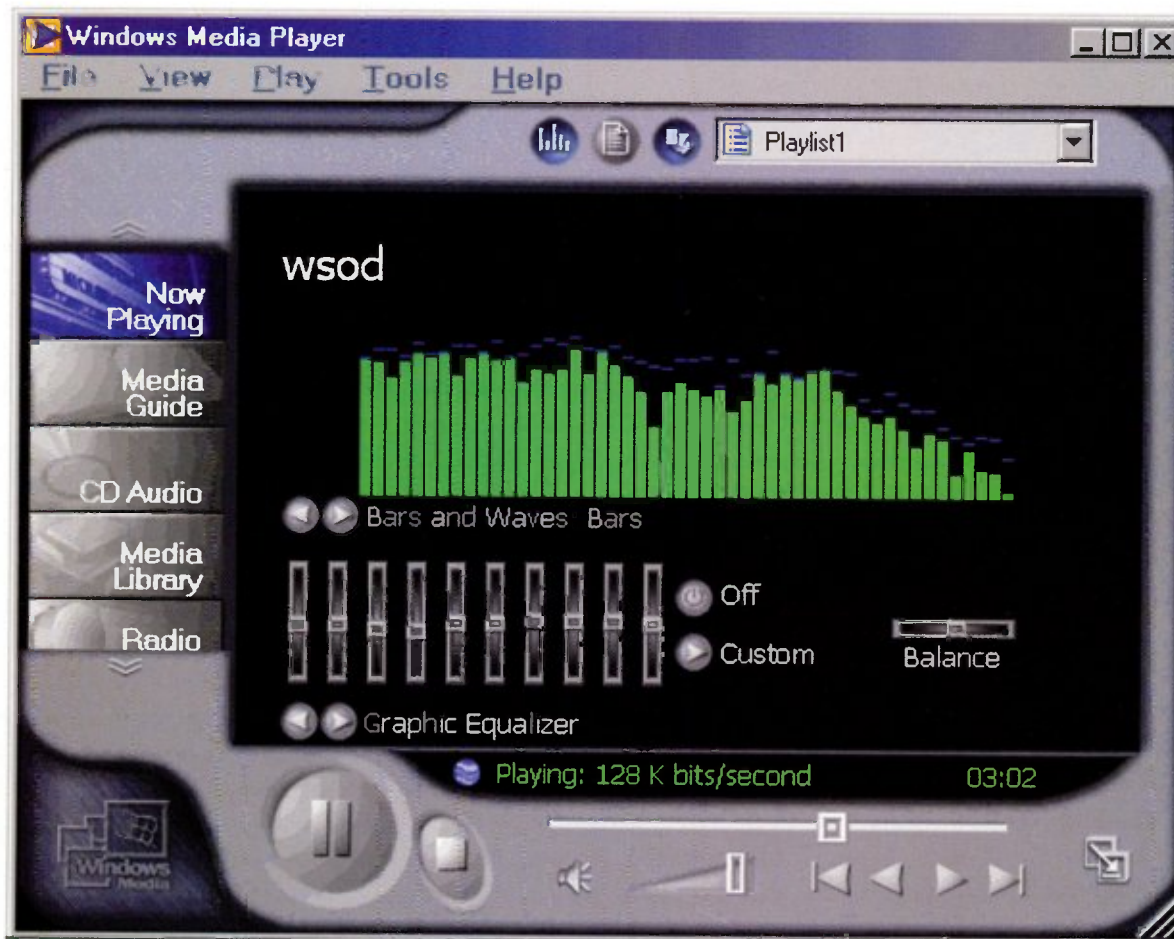 Windows Media Player
File View Play Tools Help
Playlist1
wsod
Now
Playing
Media
Guide
CD Audio
Media
Library
Radio
Bars and Waves Bars
Off
Custom
Balance
Graphic Equalizer
Playing: 128 K bits/second 03:02
Windows
Media